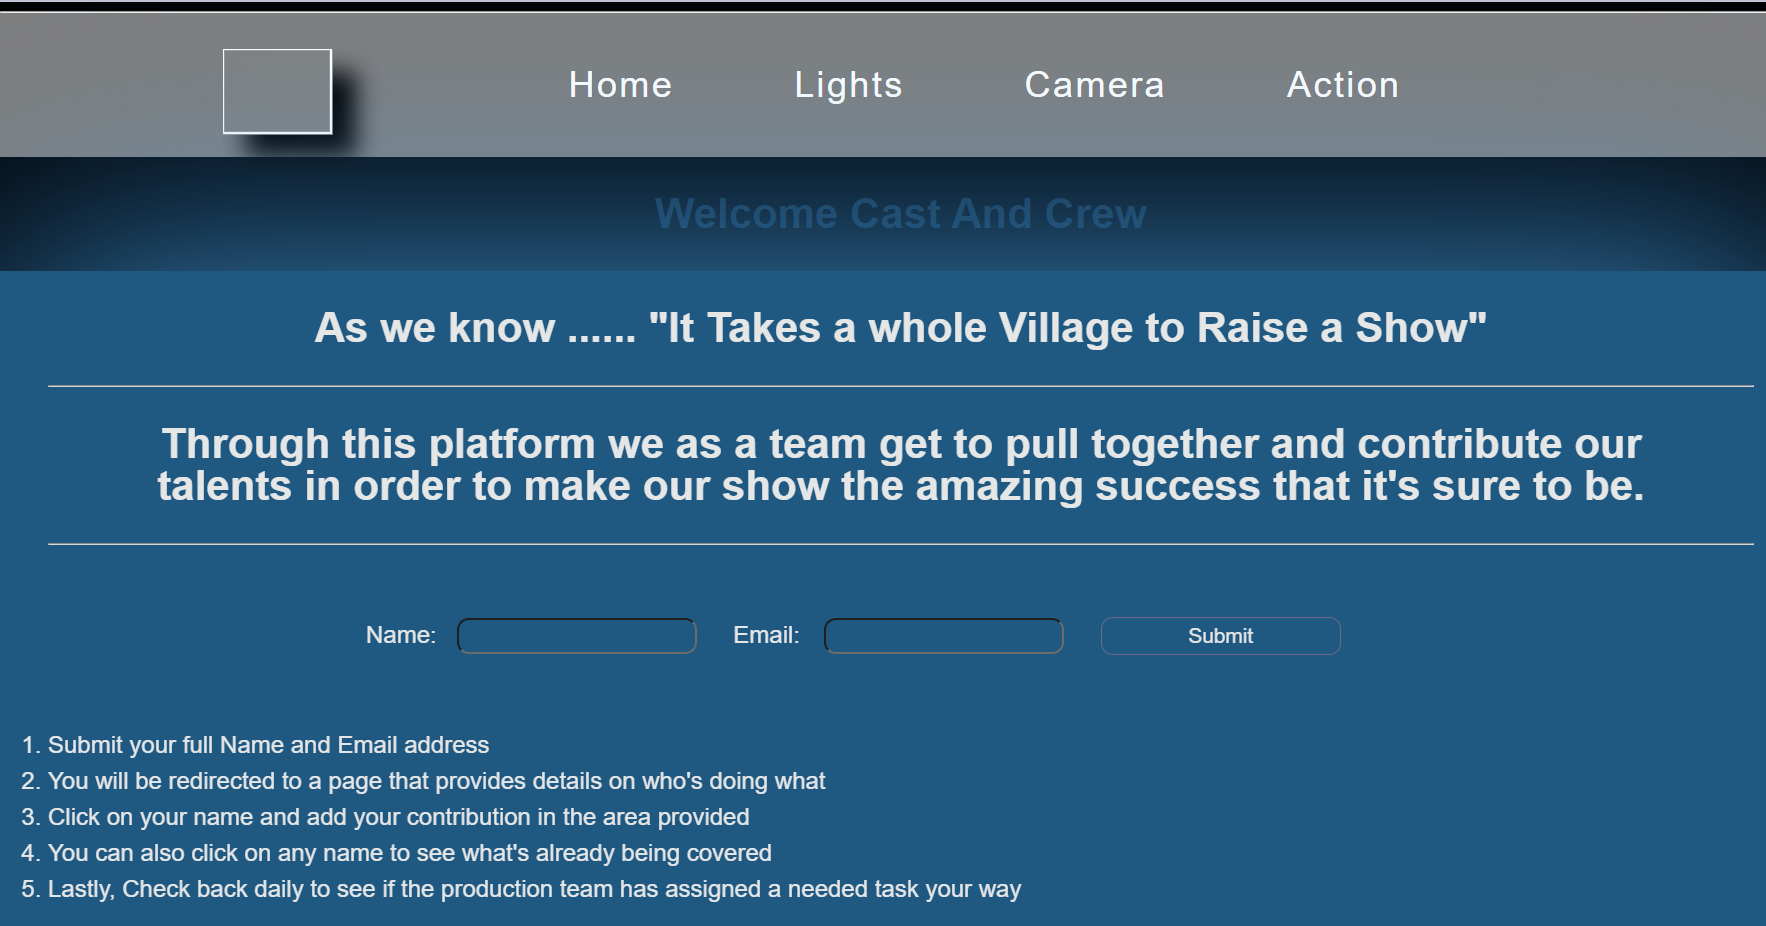 Home Lights Camera Action
Welcome Cast And Crew
As we know ...... "It Takes a whole Village to Raise a Show"
Through this platform we as a team get to pull together and contribute our
talents in order to make our show the amazing success that it's sure to be.
Name: Email: Submit
1. Submit your full Name and Email address
2. You will be redirected to a page that provides details on who's doing what
3. Click on your name and add your contribution in the area provided
4. You can also click on any name to see what's already being covered
5. Lastly, Check back daily to see if the production team has assigned a needed task your way